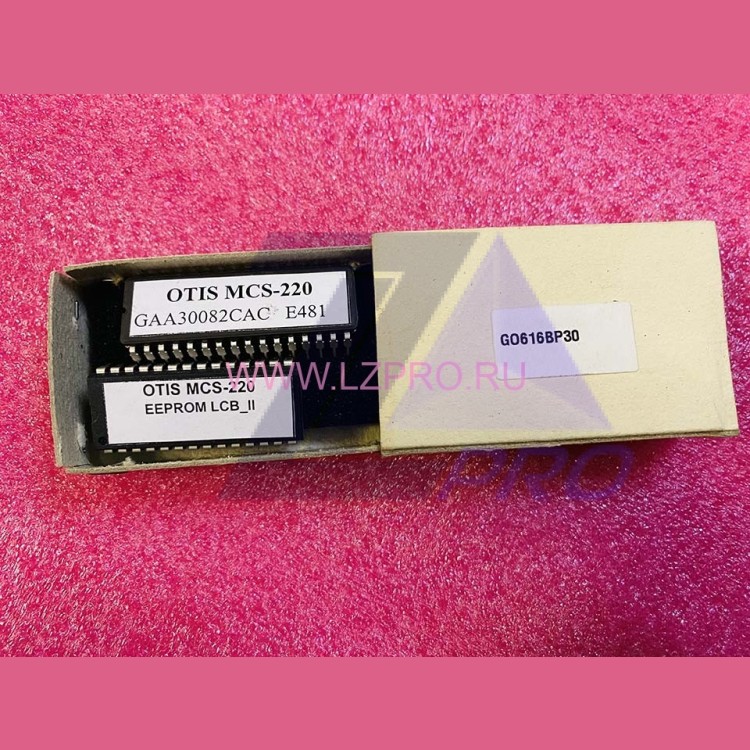 OTIS MCS-220
GAA30082CAC E481
OTIS MCS-220
EEPROM LCB_II
GO616BP30
WWW.LZPRO.RU
PRO